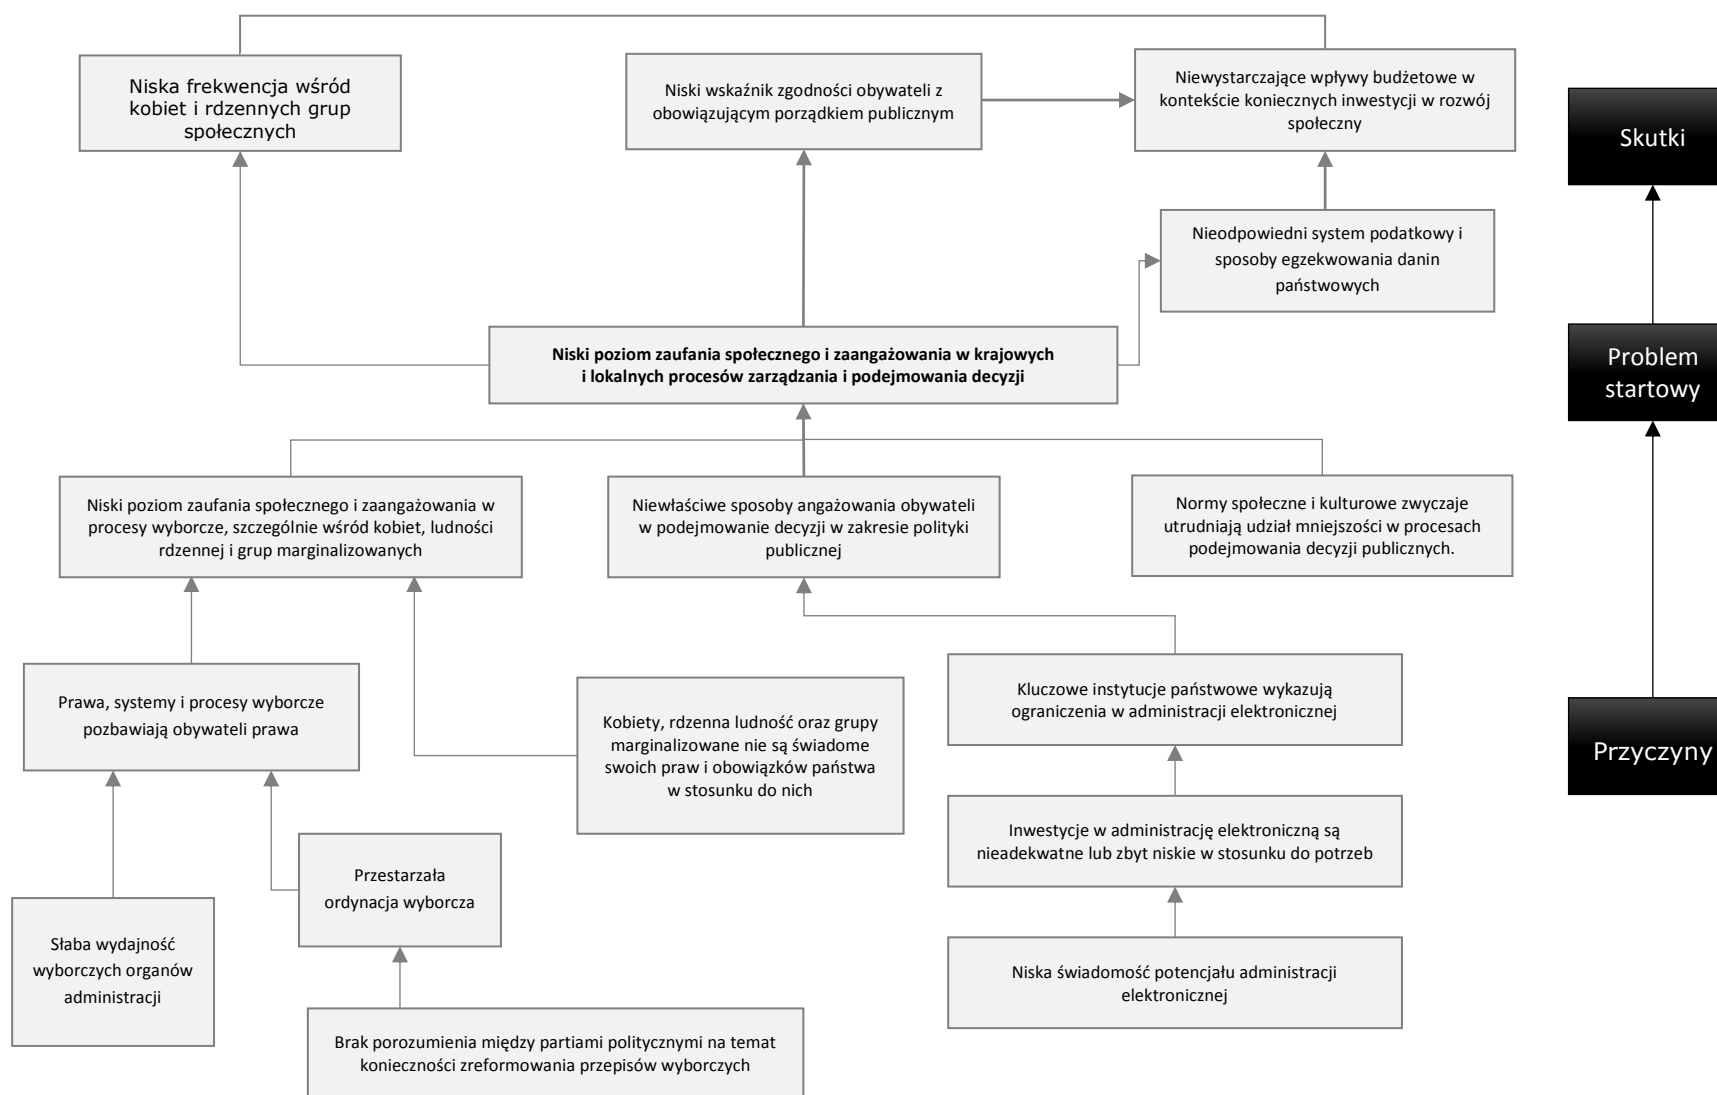 Niska frekwencja wśród
kobiet i rdzennych grup
społecznych
Niski wskaźnik zgodności obywateli z
obowiązującym porządkiem publicznym
Niewystarczające wpływy budżetowe w
kontekście koniecznych inwestycji w rozwój
społeczny
Skutki
Nieodpowiedni system podatkowy i
sposoby egzekwowania danin
państwowych
Niski poziom zaufania społecznego i zaangażowania w krajowych
i lokalnych procesów zarządzania i podejmowania decyzji
Problem
startowy
Niski poziom zaufania społecznego i zaangażowania w
procesy wyborcze, szczególnie wśród kobiet, ludności
rdzennej i grup marginalizowanych
Niewłaściwe sposoby angażowania obywateli
w podejmowanie decyzji w zakresie polityki
publicznej
Normy społeczne i kulturowe zwyczaje
utrudniają udział mniejszości w procesach
podejmowania decyzji publicznych.
Prawa, systemy i procesy wyborcze
pozbawiają obywateli prawa
Kobiety, rdzenna ludność oraz grupy
marginalizowane nie są świadome
swoich praw i obowiązków państwa
w stosunku do nich
Kluczowe instytucje państwowe wykazują
ograniczenia w administracji elektronicznej
Przyczyny
Inwestycje w administrację elektroniczną są
nieadekwatne lub zbyt niskie w stosunku do potrzeb
Przestarzała
ordynacja wyborcza
Słaba wydajność
wyborczych organów
administracji
Niska świadomość potencjału administracji
elektronicznej
Brak porozumienia między partiami politycznymi na temat
konieczności zreformowania przepisów wyborczych